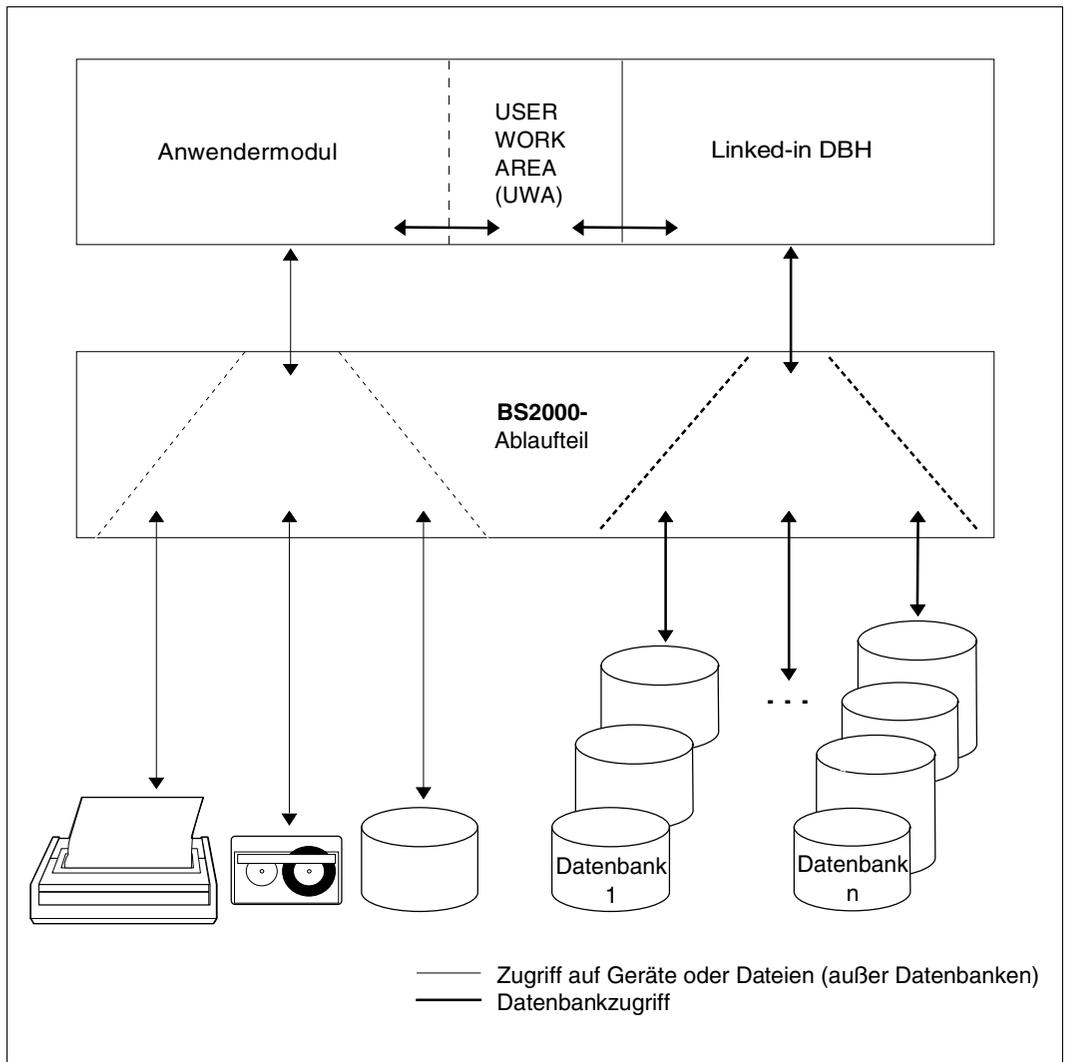 Anwendermodul
USER
WORK
AREA
(UWA)
Linked-in DBH
BS2000-
Ablaufteil
. . .
Datenbank
1
Datenbank
n
Zugriff auf Geräte oder Dateien (außer Datenbanken)
Datenbankzugriff